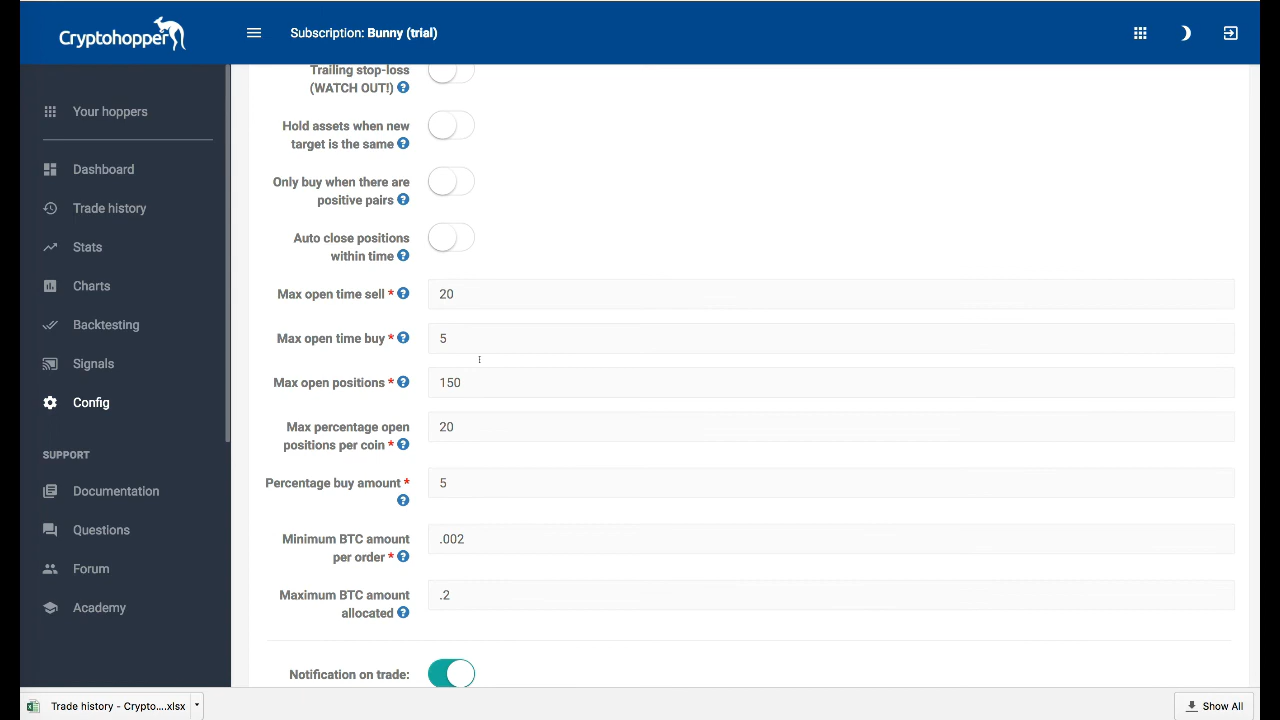 Cryptohopper
Subscription: Bunny (trial)
Your hoppers
Dashboard
Trade history
Stats
Charts
Backtesting
Signals
Config
SUPPORT
Documentation
Questions
Forum
Academy
Trailing stop-loss
(WATCH OUT!) ?
Hold assets when new
target is the same ?
Only buy when there are
positive pairs ?
Auto close positions
within time ?
Max open time sell * ? 20
Max open time buy * ? 5
Max open positions * ? 150
Max percentage open
positions per coin * ?
20
Percentage buy amount *
?
5
Minimum BTC amount
per order * ?
.002
Maximum BTC amount
allocated ?
.2
Notification on trade:
Trade history - Crypto....xlsx
Show All